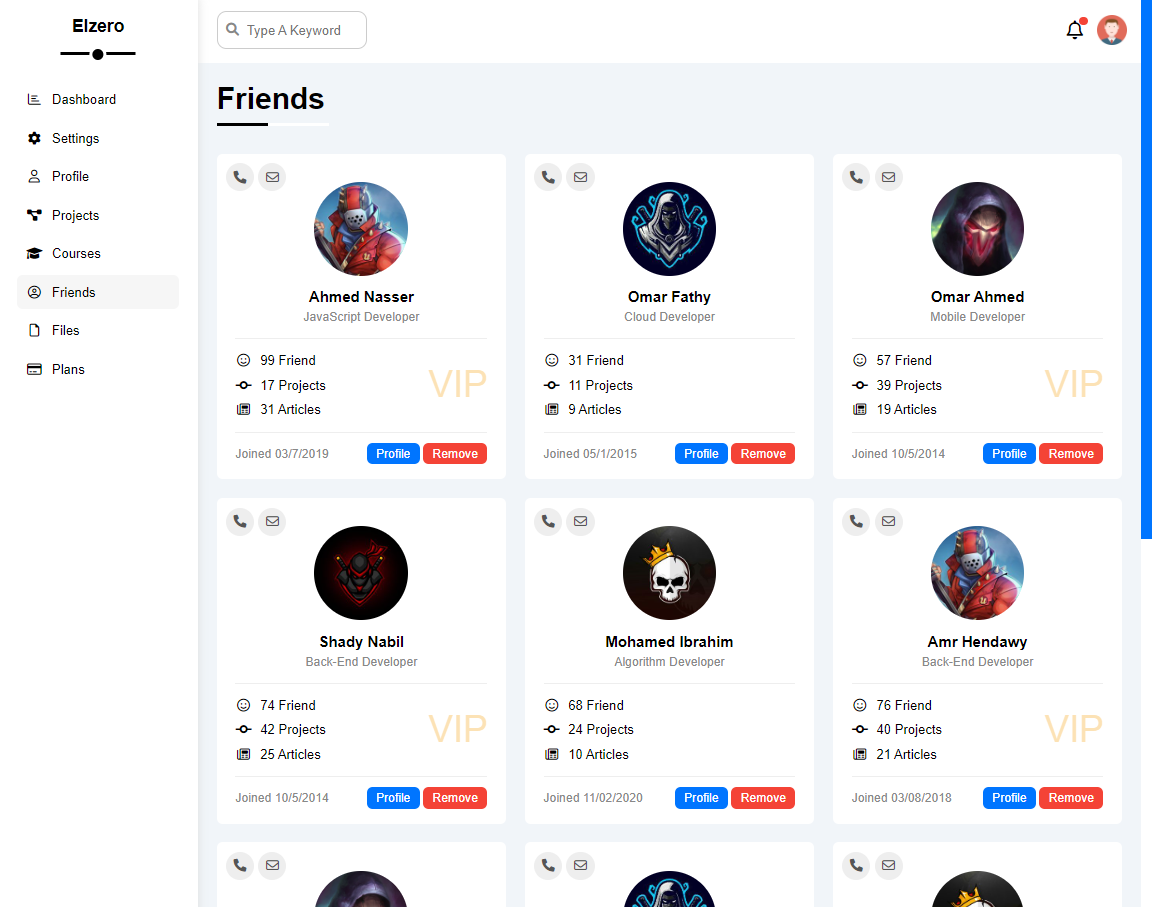 Elzero
Type A Keyword
Dashboard
Settings
Profile
Projects
Courses
Friends
Files
Plans
Friends
Ahmed Nasser
JavaScript Developer
99 Friend
17 Projects
31 Articles
VIP
Joined 03/7/2019
Profile
Remove
Omar Fathy
Cloud Developer
31 Friend
11 Projects
9 Articles
Joined 05/1/2015
Profile
Remove
Omar Ahmed
Mobile Developer
57 Friend
39 Projects
19 Articles
VIP
Joined 10/5/2014
Profile
Remove
Shady Nabil
Back-End Developer
74 Friend
42 Projects
25 Articles
VIP
Joined 10/5/2014
Profile
Remove
Mohamed Ibrahim
Algorithm Developer
68 Friend
24 Projects
10 Articles
Joined 11/02/2020
Profile
Remove
Amr Hendawy
Back-End Developer
76 Friend
40 Projects
21 Articles
VIP
Joined 03/08/2018
Profile
Remove